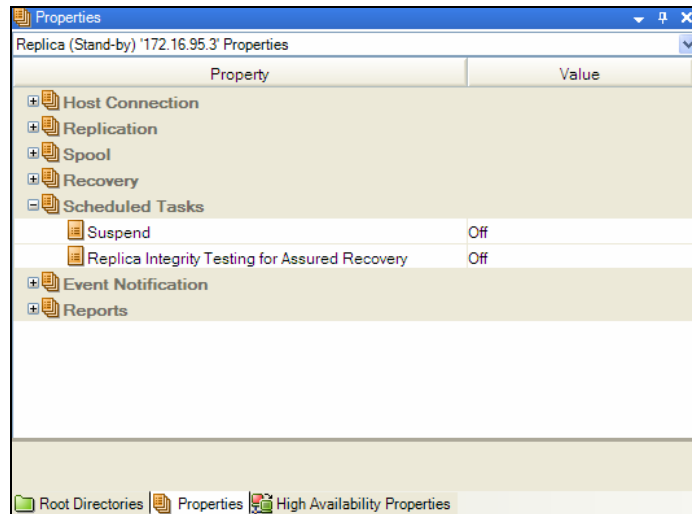 Properties
Replica (Stand-by) '172.16.95.3' Properties
Property Value
Host Connection
Replication
Spool
Recovery
Scheduled Tasks
Suspend Off
Replica Integrity Testing for Assured Recovery Off
Event Notification
Reports
Root Directories Properties High Availability Properties